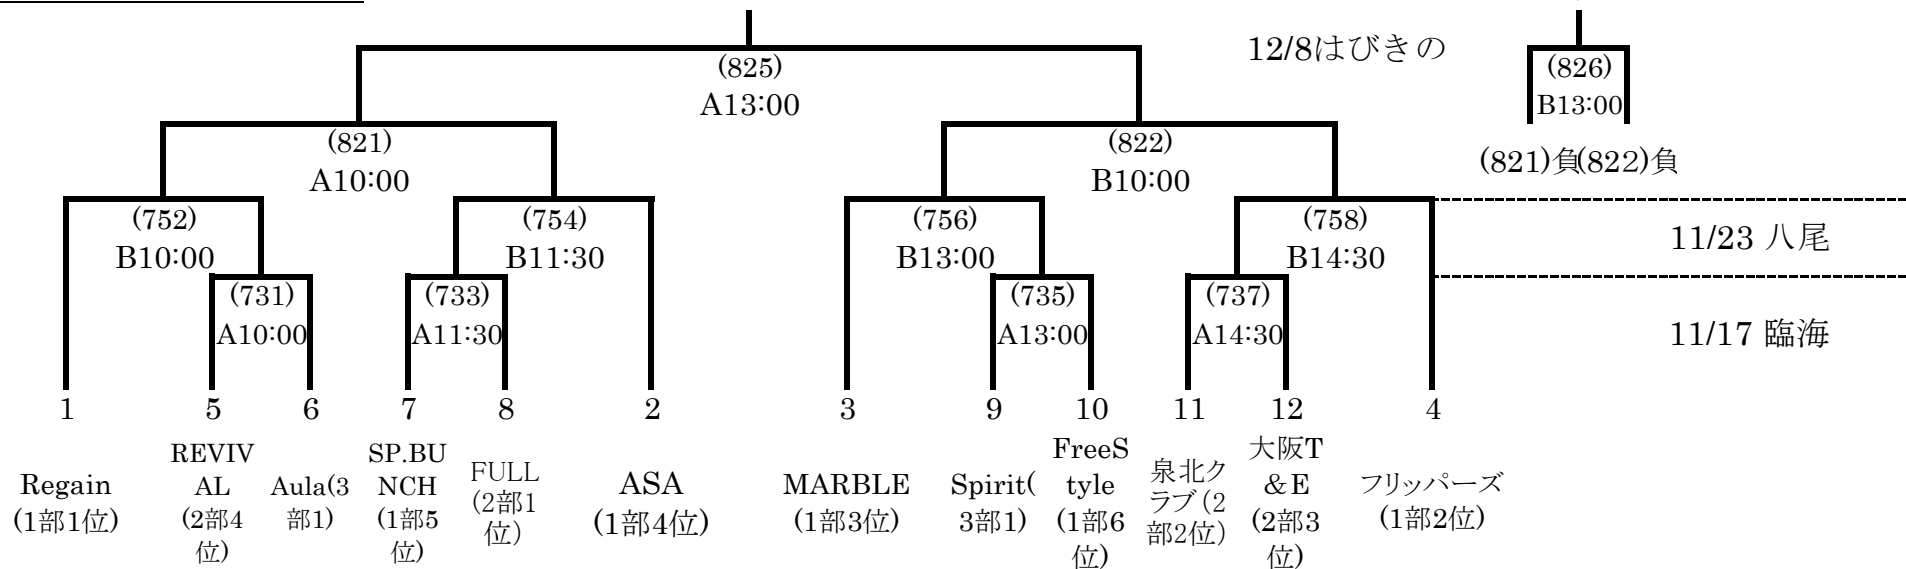 12/8はびきの
(825)
A13:00
(826)
B13:00
(821)
A10:00
(822)
B10:00
(821)負(822)負
(752)
B10:00
(754)
B11:30
(756)
B13:00
(758)
B14:30
11/23 八尾
(731)
A10:00
(733)
A11:30
(735)
A13:00
(737)
A14:30
11/17 臨海
1 5 6 7 8 2 3 9 10 11 12 4
Regain
(1部1位)
REVIV
AL
(2部4
位)
Aula(3
部1)
SP.BU
NCH
(1部5
位)
FULL
(2部1
位)
ASA
(1部4位)
MARBLE
(1部3位)
Spirit(
3部1)
FreeS
tyle
(1部6
位)
泉北ク
ラブ(2
部2位)
大阪T
&E
(2部3
位)
フリッパーズ
(1部2位)